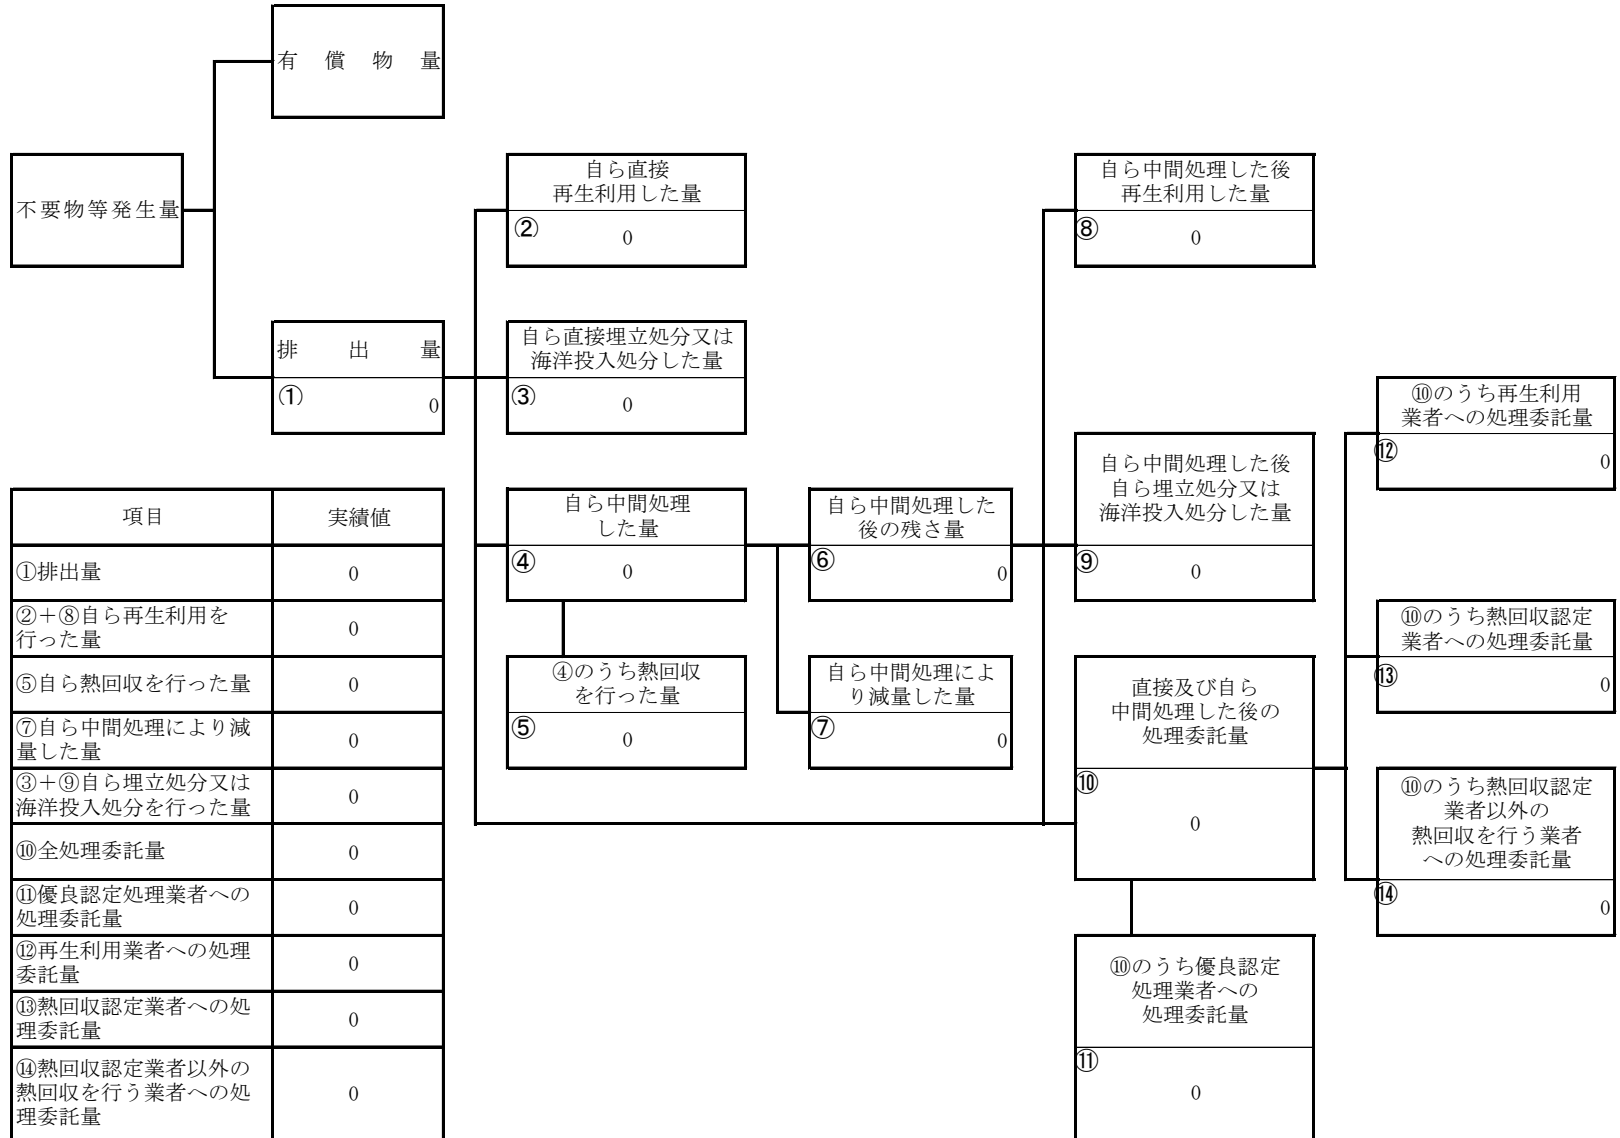 有償物量
不要物等発生量
排出量
①
0
自ら直接
再生利用した量
②
0
自ら直接埋立処分又は
海洋投入処分した量
③
0
自ら中間処理
した量
④
0
④のうち熱回収
を行った量
⑤
0
自ら中間処理した
後の残さ量
⑥
0
自ら中間処理によ
り減量した量
⑦
0
自ら中間処理した後
再生利用した量
⑧
0
自ら中間処理した後
自ら埋立処分又は
海洋投入処分した量
⑨
0
直接及び自ら
中間処理した後の
処理委託量
⑩
0
⑩のうち優良認定
処理業者への
処理委託量
⑪
0
⑩のうち再生利用
業者への処理委託量
⑫
0
⑩のうち熱回収認定
業者への処理委託量
⑬
0
⑩のうち熱回収認定
業者以外の
熱回収を行う業者
への処理委託量
⑭
0
項目 実績値
①排出量 0
②+⑧自ら再生利用を
行った量 0
⑤自ら熱回収を行った量 0
⑦自ら中間処理により減
量した量 0
③+⑨自ら埋立処分又は
海洋投入処分を行った量 0
⑩全処理委託量 0
⑪優良認定処理業者への
処理委託量 0
⑫再生利用業者への処理
委託量 0
⑬熱回収認定業者への処
理委託量 0
⑭熱回収認定業者以外の
熱回収を行う業者への処 0
理委託量